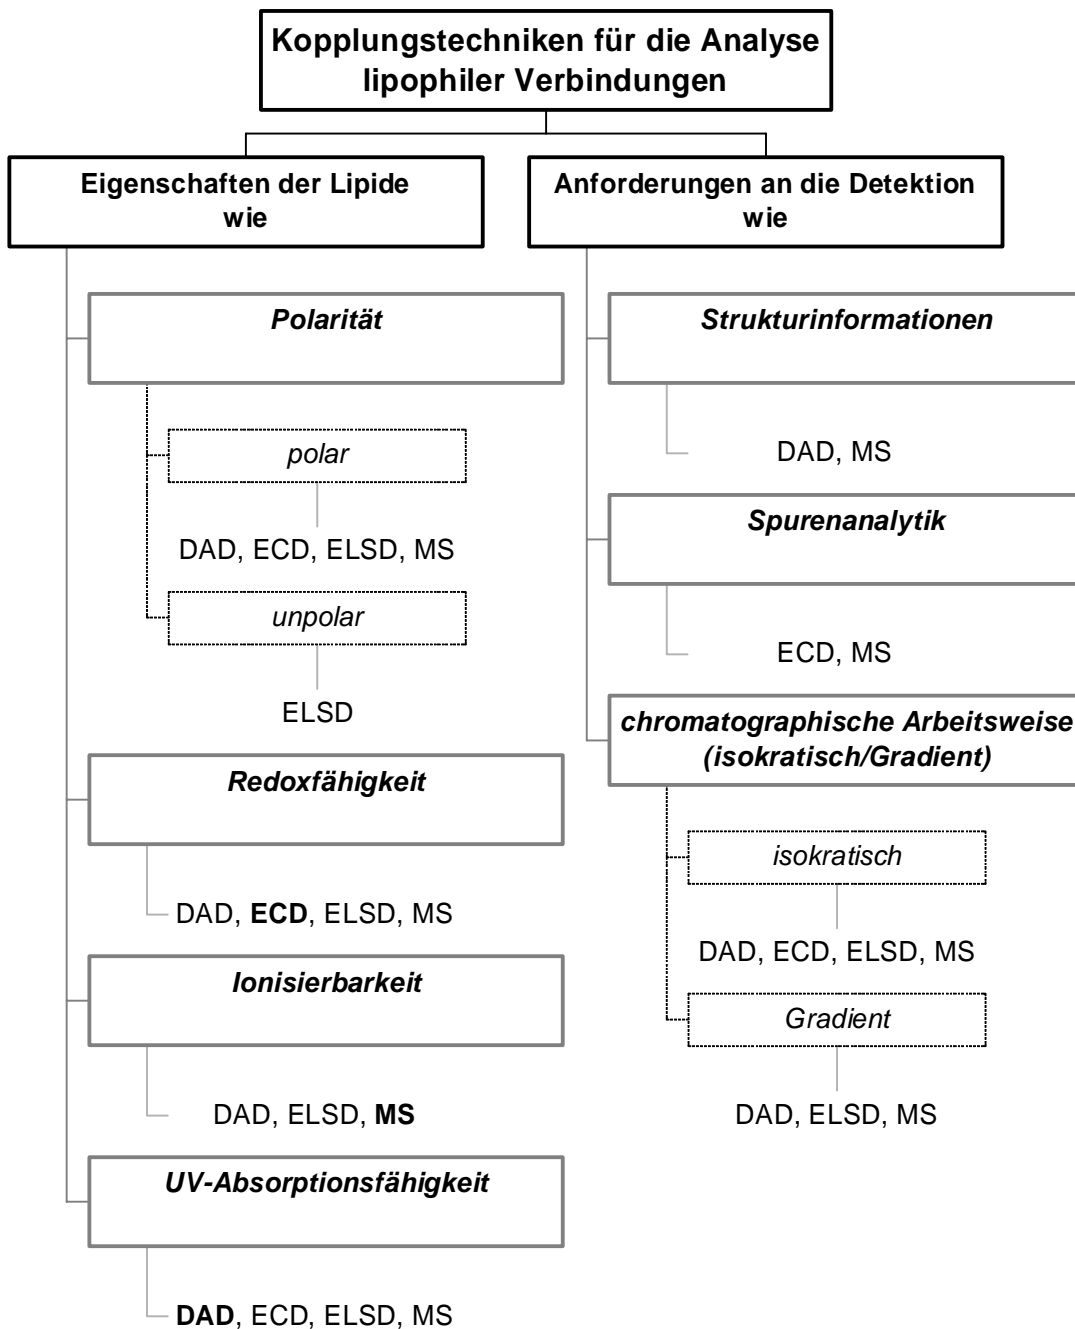 Kopplungstechniken für die Analyse
lipophiler Verbindungen
Eigenschaften der Lipide
wie
Polarität
polar
DAD, ECD, ELSD, MS
unpolar
ELSD
Redoxfähigkeit
DAD, ECD, ELSD, MS
Ionisierbarkeit
DAD, ELSD, MS
UV-Absorptionsfähigkeit
DAD, ECD, ELSD, MS
Anforderungen an die Detektion
wie
Strukturinformationen
DAD, MS
Spurenanalytik
ECD, MS
chromatographische Arbeitsweise
(isokratisch/Gradient)
isokratisch
DAD, ECD, ELSD, MS
Gradient
DAD, ELSD, MS